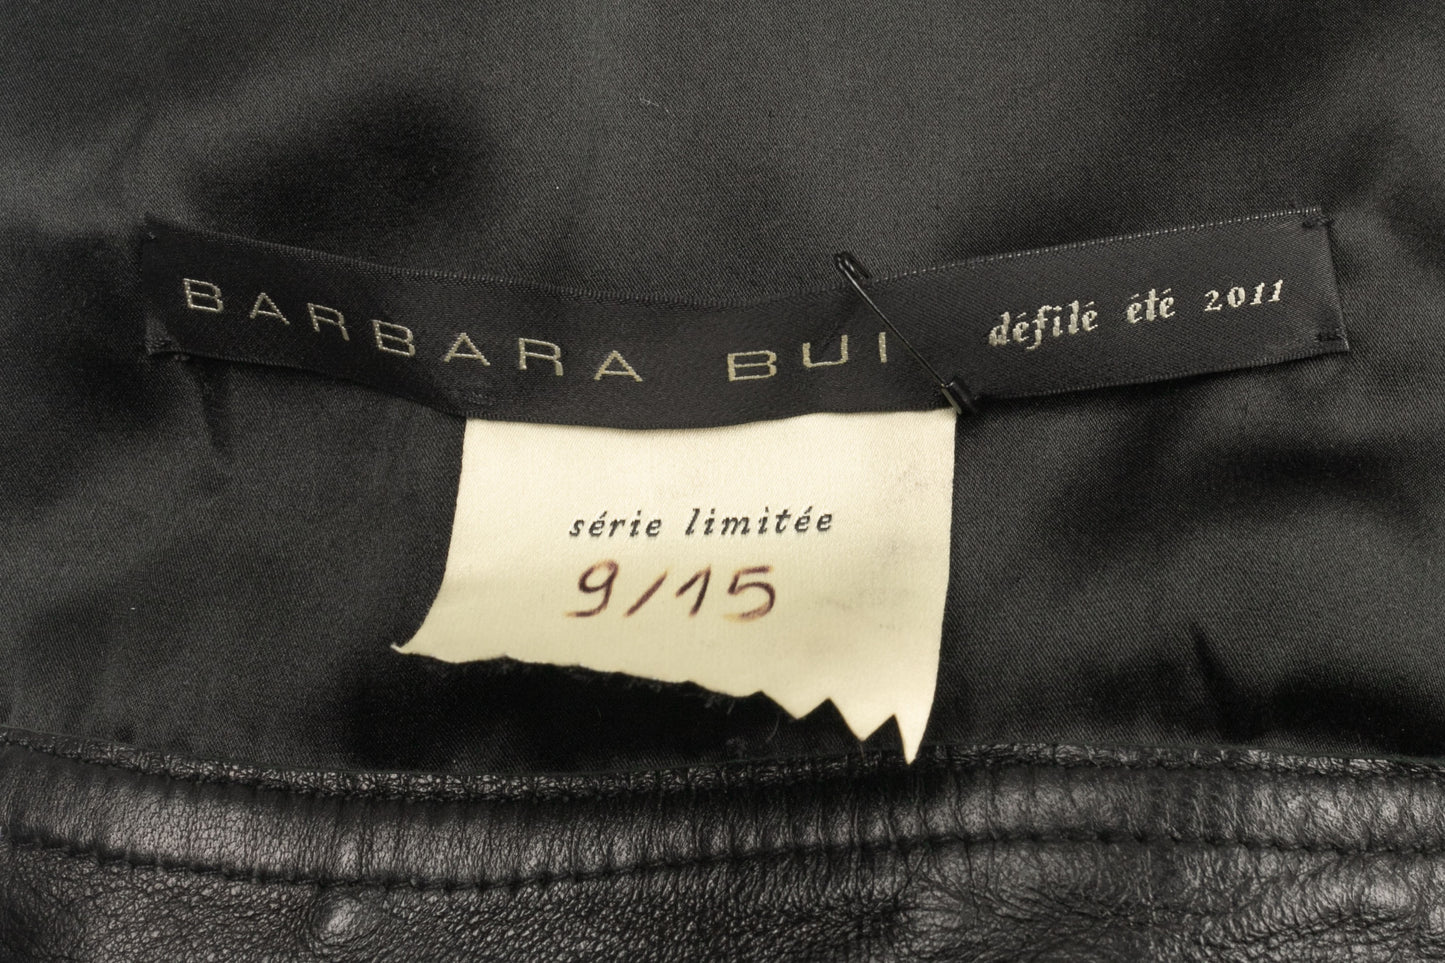 BARBARA BUI défilé été 2011
série limitée
9/15